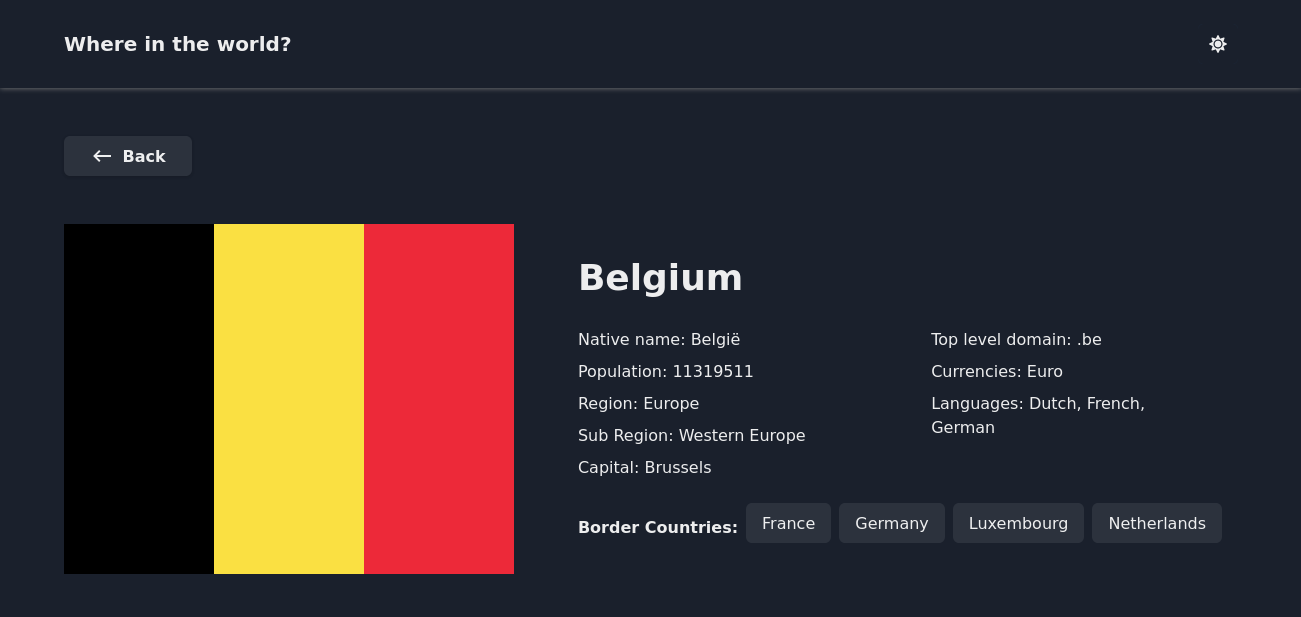 Where in the world?
Back
Belgium
Native name: België
Population: 11319511
Region: Europe
Sub Region: Western Europe
Capital: Brussels
Top level domain: .be
Currencies: Euro
Languages: Dutch, French,
German
Border Countries: France Germany Luxembourg Netherlands